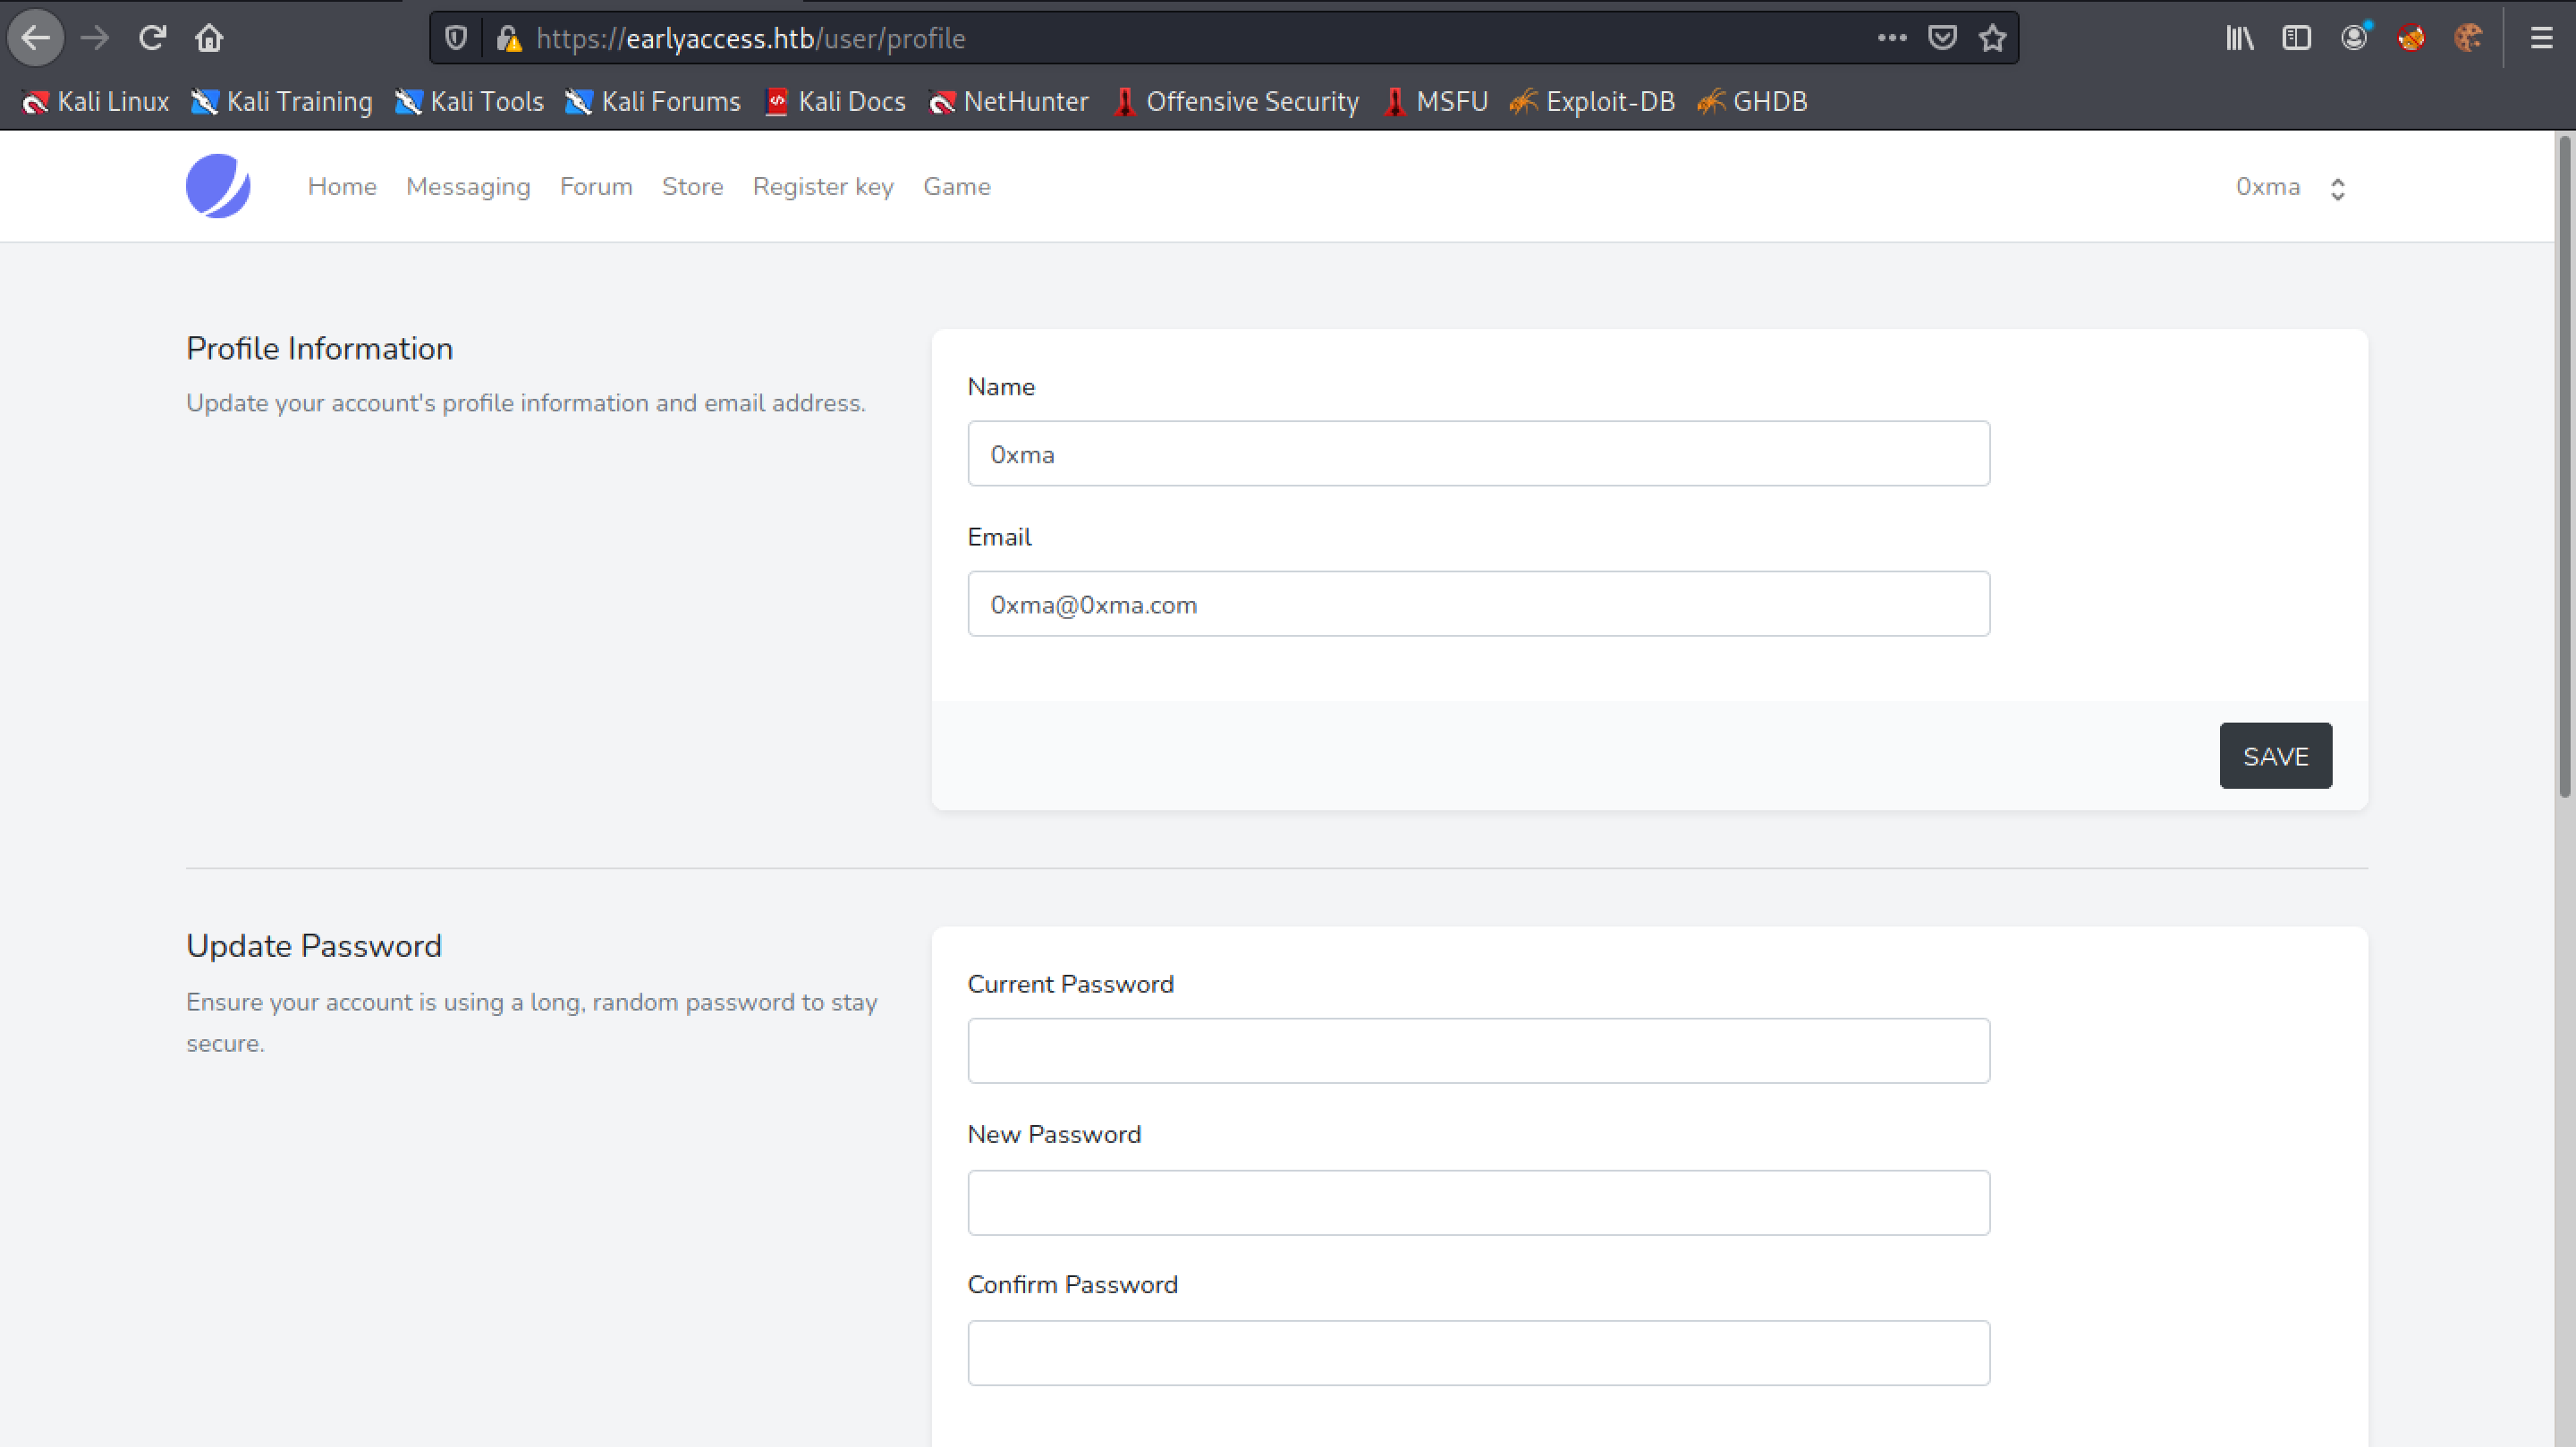 https://earlyaccess.htb/user/profile
Kali Linux Kali Training Kali Tools Kali Forums Kali Docs NetHunter Offensive Security MSFU Exploit-DB GHDB
Home Messaging Forum Store Register key Game 0xma
Profile Information
Update your account's profile information and email address.
Name
0xma
Email
0xma@0xma.com
SAVE
Update Password
Ensure your account is using a long, random password to stay
secure.
Current Password
New Password
Confirm Password